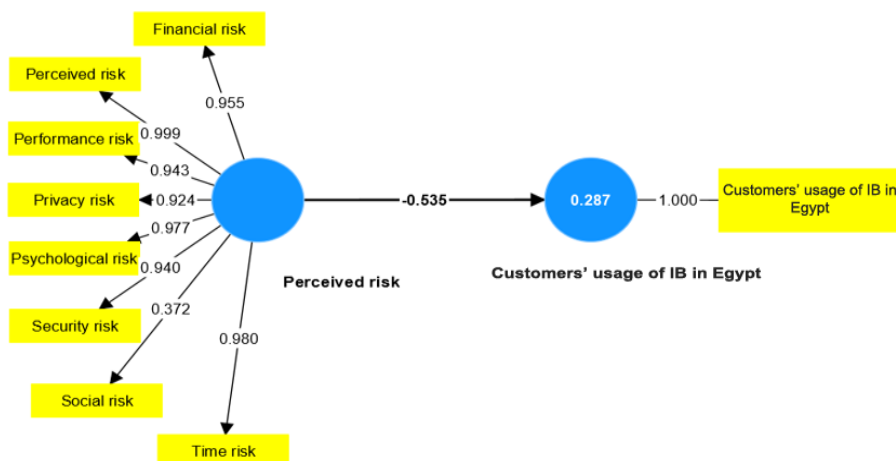 Financial risk
Perceived risk
0.955
0.999
Performance risk
0.943
Privacy risk
0.924
-0.535
0.287
1.000
Customers' usage of IB in
Egypt
0.977
Psychological risk
0.940
Perceived risk
Customers' usage of IB in Egypt
0.372
Security risk
0.980
Social risk
Time risk